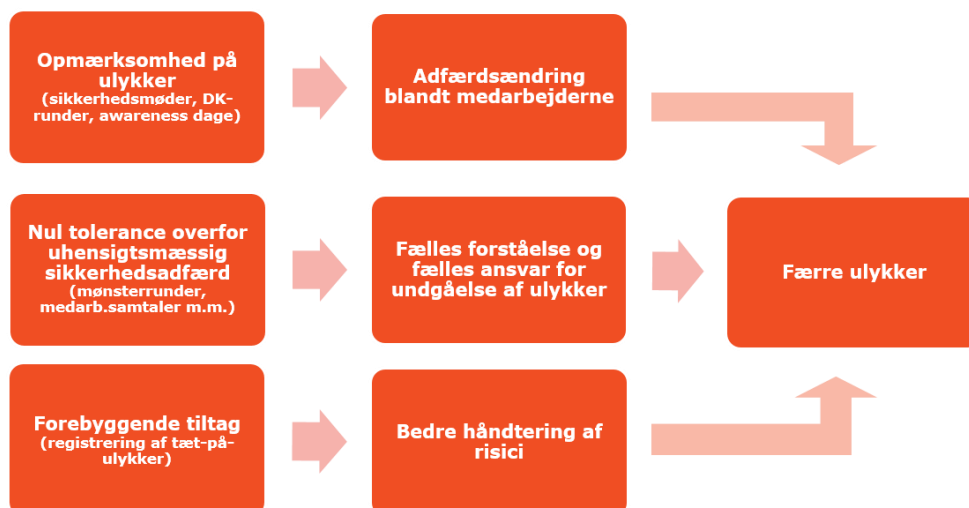 Opmærksomhed på
ulykker
(sikkerhedsmøder, DK-
runder, awareness dage)
Adfærdsændring
blandt medarbejderne
Nul tolerance overfor
uhensigtsmæssig
sikkerhedsadfærd
(mønsterrunder,
medarb.samtaler m.m.)
Fælles forståelse og
fælles ansvar for
undgåelse af ulykker
Færre ulykker
Forebyggende tiltag
(registrering af tæt-på-
ulykker)
Bedre håndtering af
risici